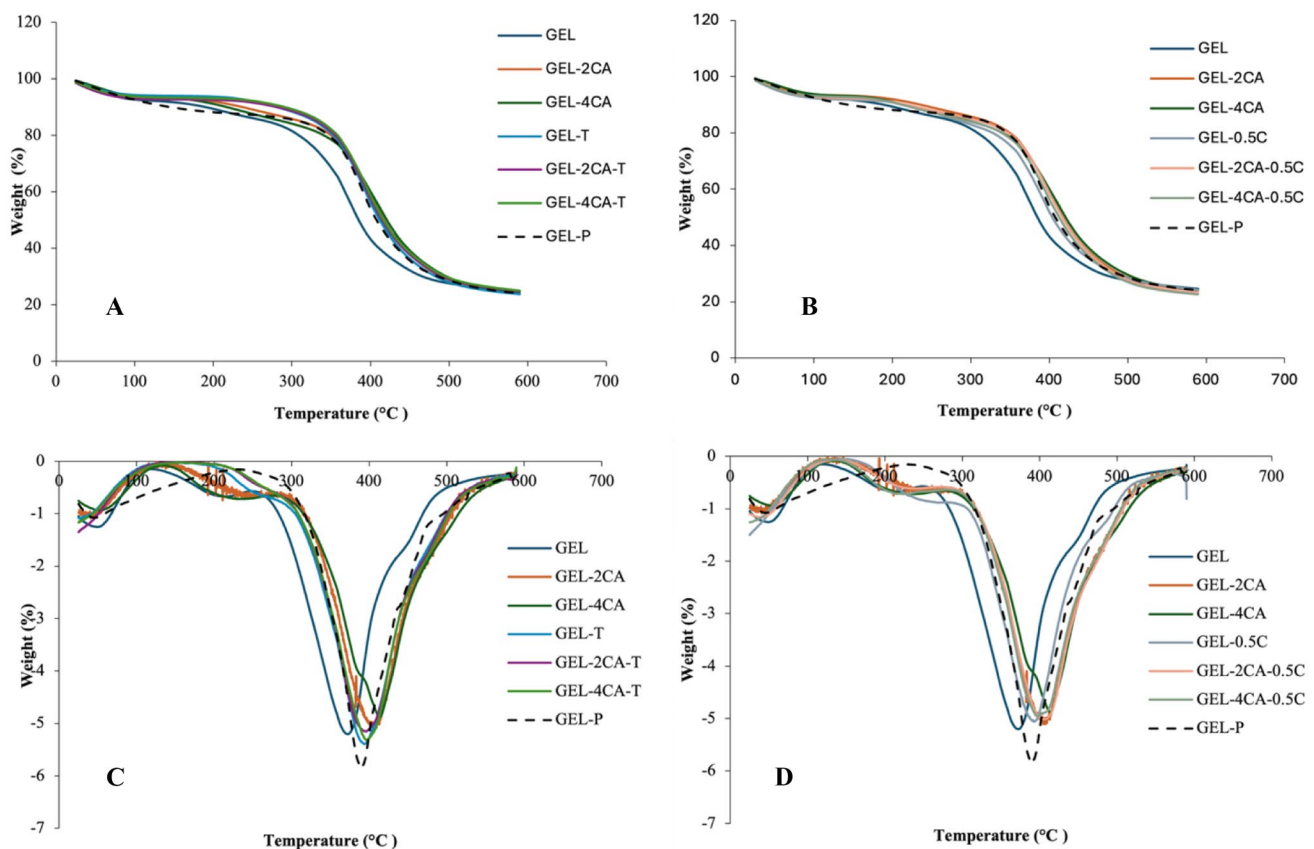 120
100
80
60
40
20
0
Weight (%)
0
100
200
300
400
500
600
700
Temperature (°C )
GEL
GEL-2CA
GEL-4CA
GEL-T
GEL-2CA-T
GEL-4CA-T
GEL-P
A
120
100
80
60
40
20
0
Weight (%)
0
100
200
300
400
500
600
700
Temperature (°C )
GEL
GEL-2CA
GEL-4CA
GEL-0.5C
GEL-2CA-0.5C
GEL-4CA-0.5C
GEL-P
B
0
-1
-2
-3
-4
-5
-6
-7
Weight (%)
0
100
200
300
400
500
600
700
Temperature (°C )
GEL
GEL-2CA
GEL-4CA
GEL-T
GEL-2CA-T
GEL-4CA-T
GEL-P
C
0
-1
-2
-3
-4
-5
-6
-7
Weight (%)
0
100
200
300
400
500
600
700
Temperature (°C )
GEL
GEL-2CA
GEL-4CA
GEL-0.5C
GEL-2CA-0.5C
GEL-4CA-0.5C
GEL-P
D